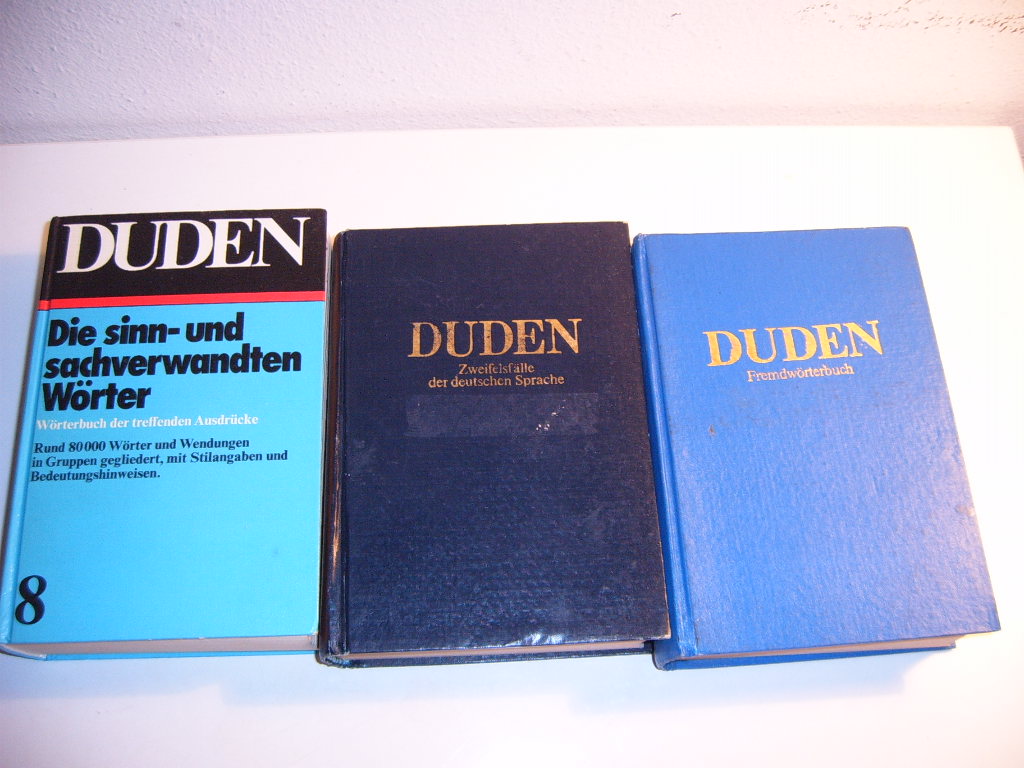 DUDEN
Die sinn- und
sachverwandten
Wörter
Wörterbuch der treffenden Ausdrücke
Rund 80 000 Wörter und Wendungen
in Gruppen gegliedert, mit Stilangaben und
Bedeutungshinweisen.
8
DUDEN
Zweifelsfälle
der deutschen Sprache
DUDEN
Fremdwörterbuch